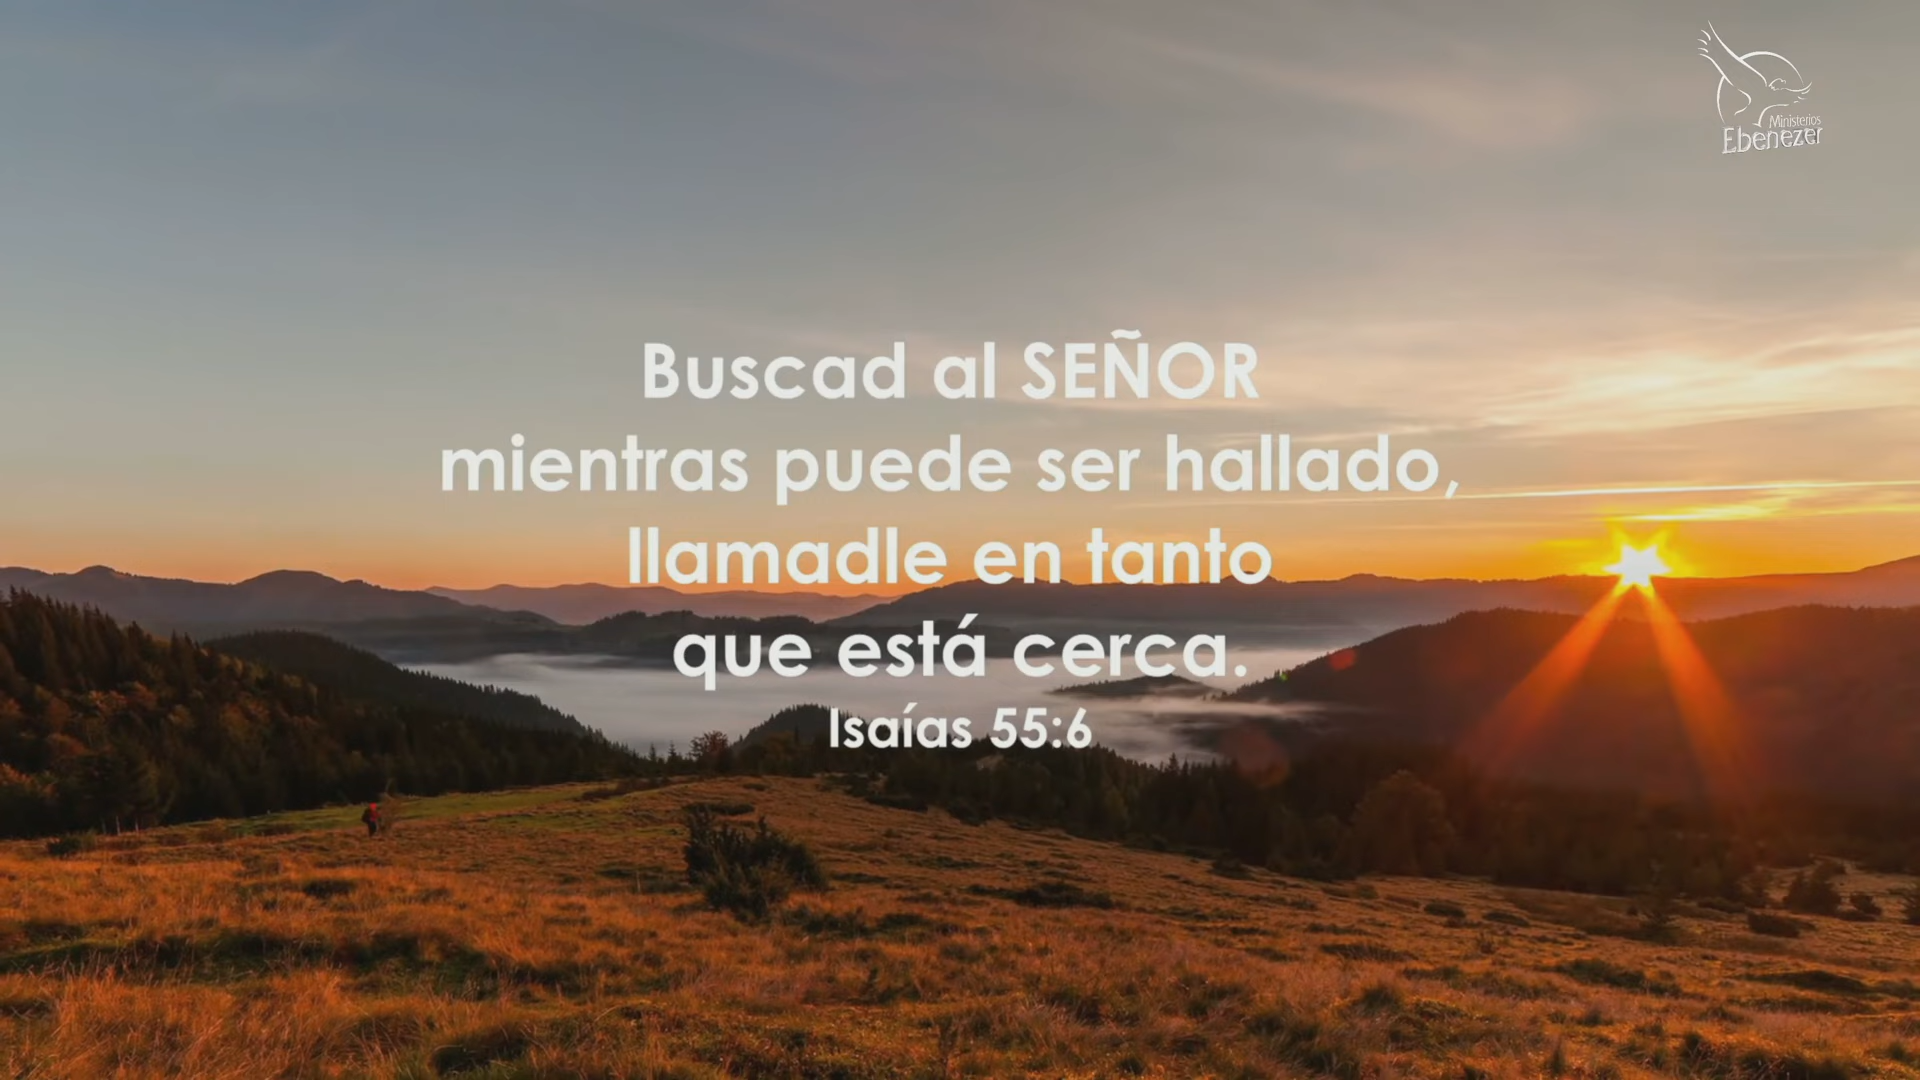 Ministerios
Ebenezer
Buscad al SEÑOR
mientras puede ser hallado,
llamadle en tanto
que está cerca.
Isaías 55:6